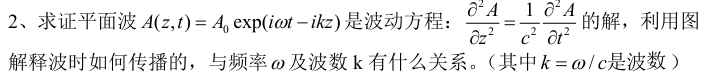 2、求证平面波 A(z,t) = A₀ exp(iωt − ikz) 是波动方程：∂²A/∂z² = (1/c²) ∂²A/∂t² 的解，利用图
解释波时如何传播的，与频率 ω 及波数 k 有什么关系。（其中 k = ω / c 是波数）